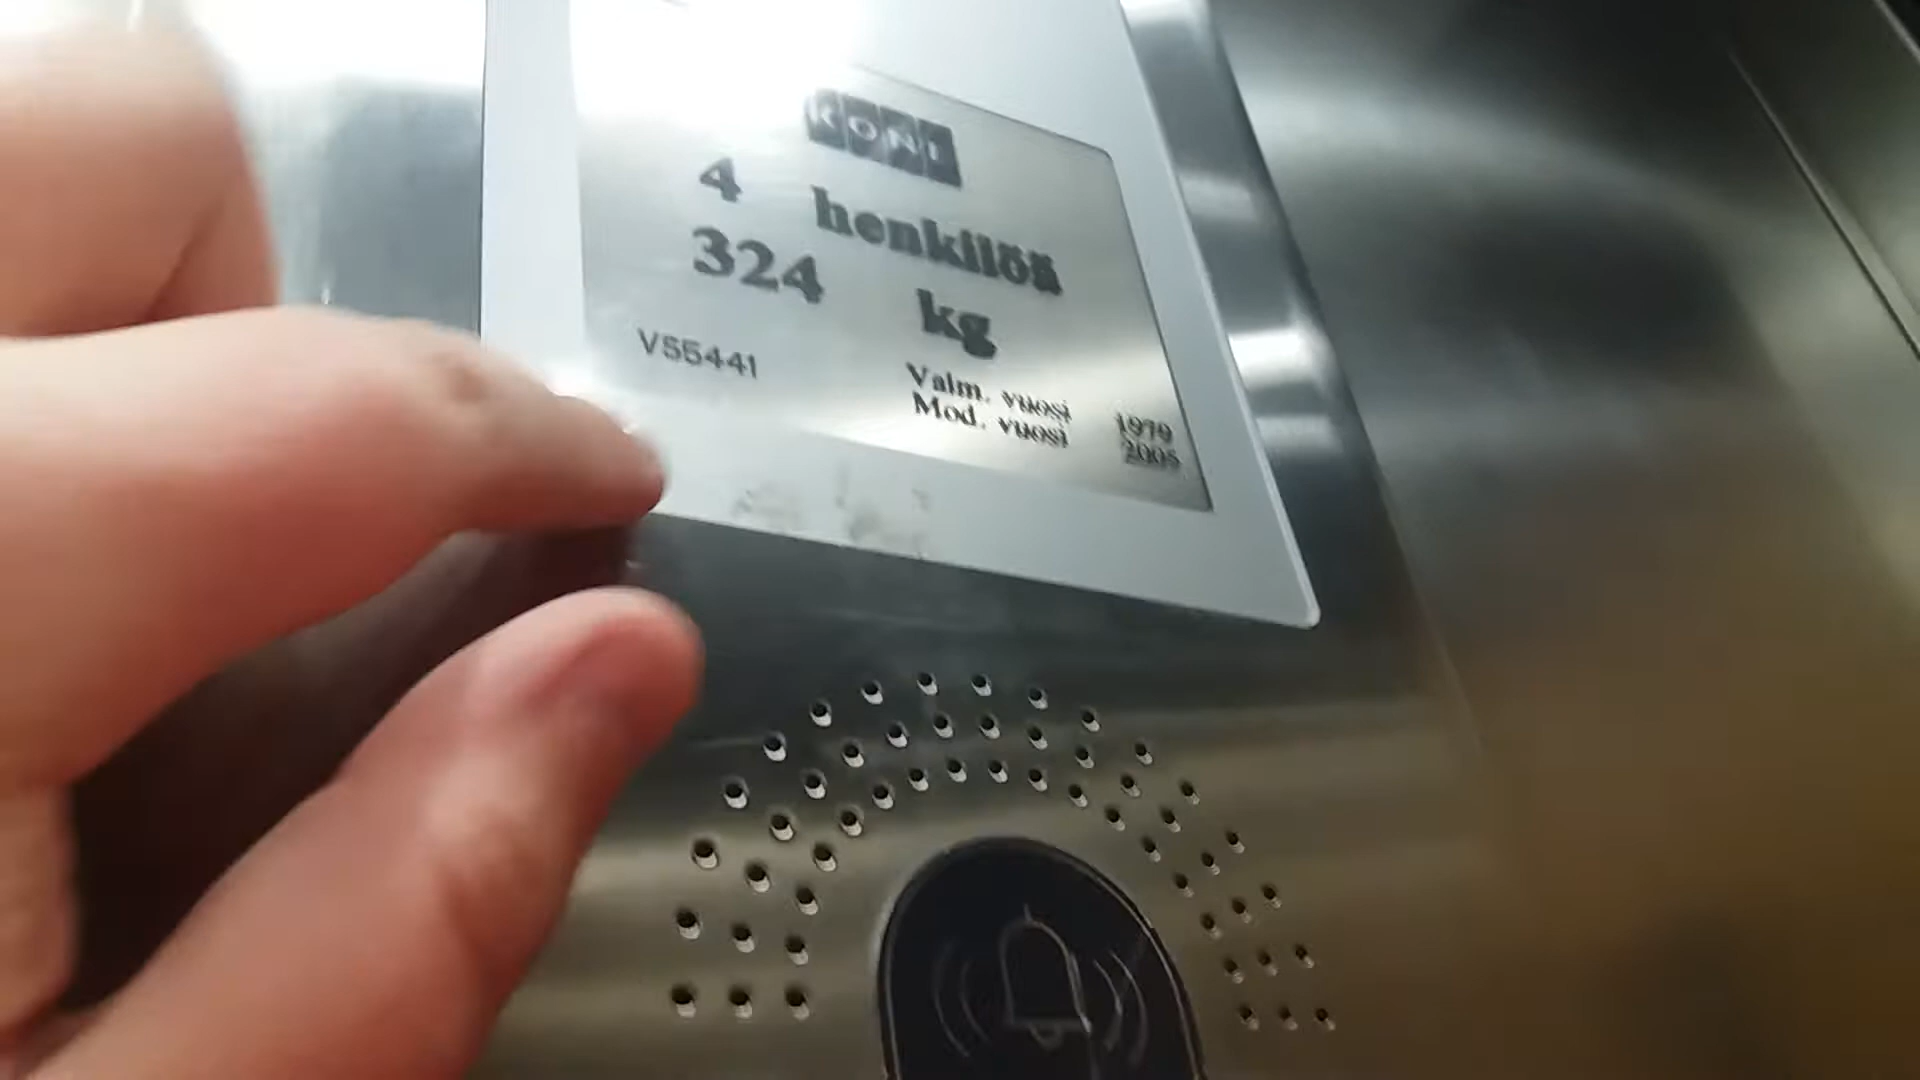 KONE
4 henkilöä
324 kg
V55441
Valm. vuosi 1979
Mod. vuosi 2005